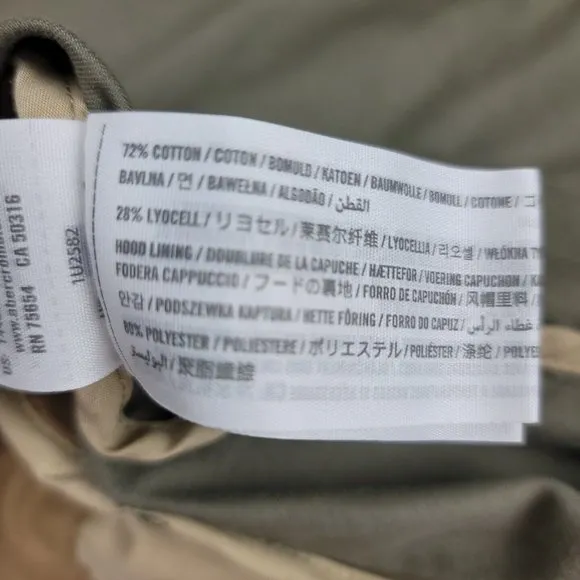 72% COTTON / COTON / BOMULD / KATOEN / BAUMWOLLE / BOMULL / COTONE /
BAVLNA / 면 / BAWEŁNA / ALGODÃO / القطن
28% LYOCELL / リヨセル / 莱赛尔纤维 / LYOCELLIA / 리오셀 / WŁÓKNA
HOOD LINING / DOUBLURE DE LA CAPUCHE / HÆTTEFOR / VOERING CAPUCHON /
FODERA CAPPUCCIO / フードの裏地 / FORRO DE CAPUCHÓN / 风帽里料 /
안감 / PODSZEWKA KAPTURA / HETTE FÔRING / FORRO DO CAPUZ / غطاء الرأس
80% POLYESTER / POLIESTERE / ポリエステル / POLIÉSTER / 涤纶 /
البوليستر / 聚酯纖維
RN 75654 CA 50316
1U2582